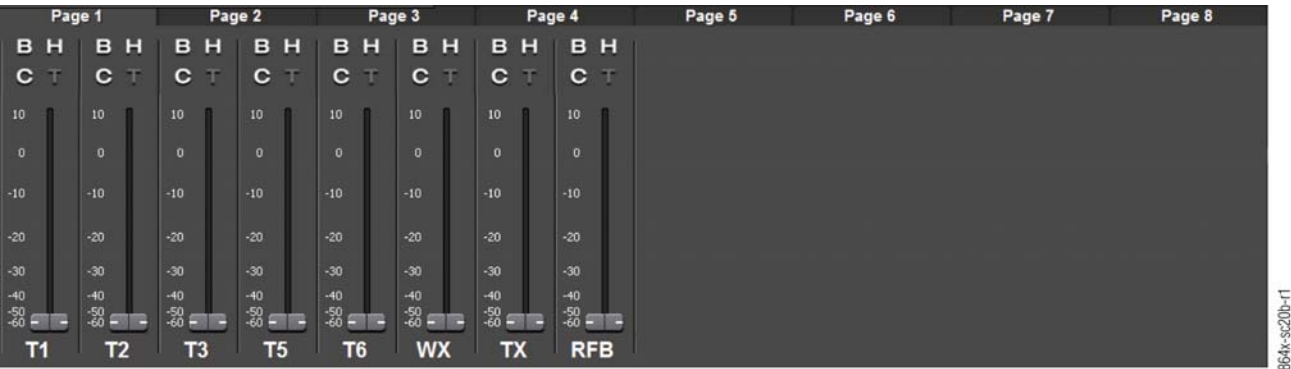 Page 1 Page 2 Page 3 Page 4 Page 5 Page 6 Page 7 Page 8
B H B H B H B H B H B H B H B H
C T C T C T C T C T C T C T C T
10 10 10 10 10 10 10 10
0 0 0 0 0 0 0 0
-10 -10 -10 -10 -10 -10 -10 -10
-20 -20 -20 -20 -20 -20 -20 -20
-30 -30 -30 -30 -30 -30 -30 -30
-40 -40 -40 -40 -40 -40 -40 -40
-50 -50 -50 -50 -50 -50 -50 -50
-60 -60 -60 -60 -60 -60 -60 -60
T1 T2 T3 T5 T6 WX TX RFB
864x-sc20b-r1